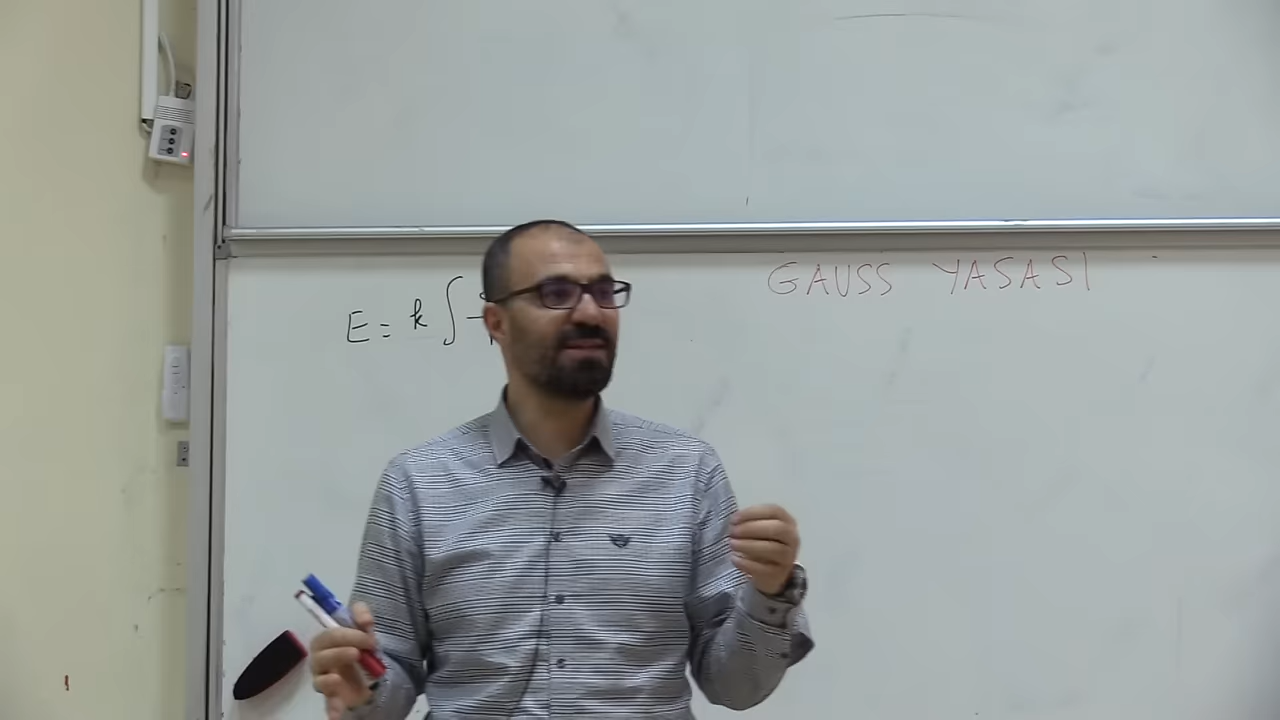 GAUSS YASASI
E = k ∫